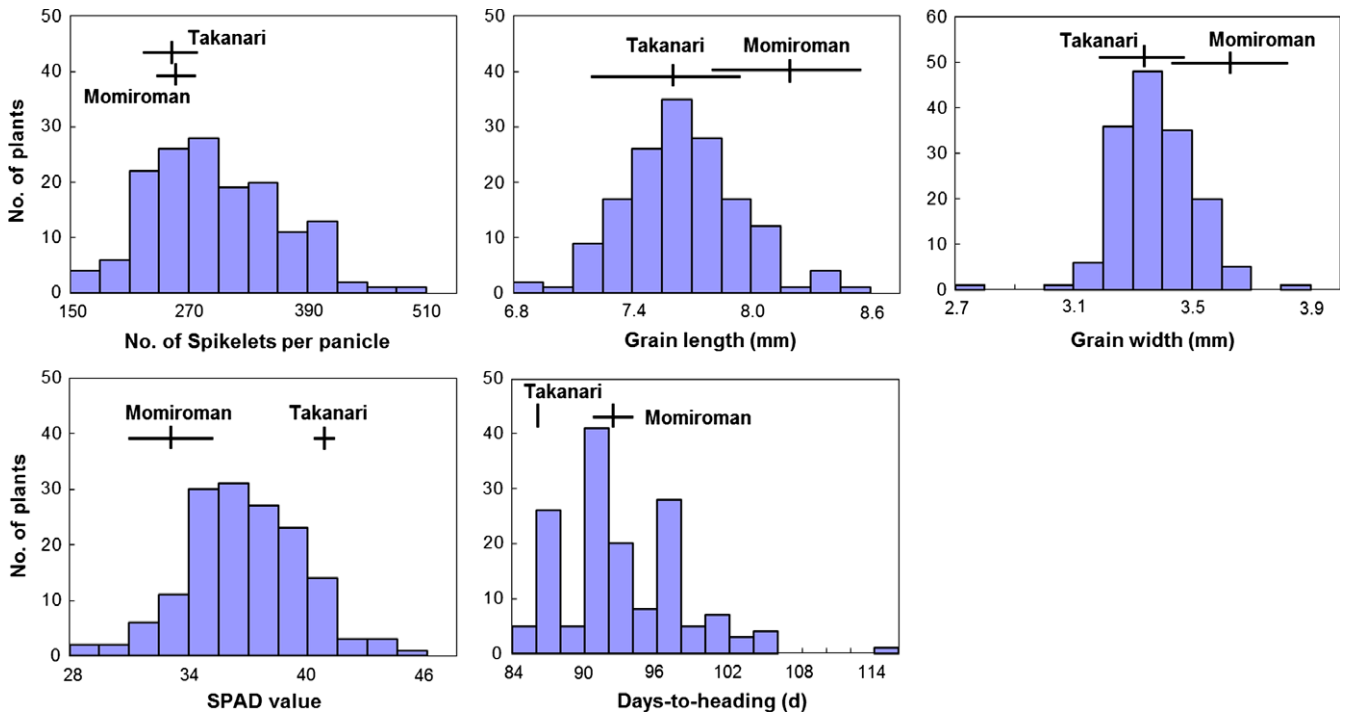 50
40
30
20
10
0
No. of plants
Takanari
Momiroman
150 270 390 510
No. of Spikelets per panicle
50
40
30
20
10
0
Takanari Momiroman
6.8 7.4 8.0 8.6
Grain length (mm)
60
50
40
30
20
10
0
Takanari Momiroman
2.7 3.1 3.5 3.9
Grain width (mm)
50
40
30
20
10
0
No. of plants
Momiroman Takanari
28 34 40 46
SPAD value
50
40
30
20
10
0
Takanari
Momiroman
84 90 96 102 108 114
Days-to-heading (d)